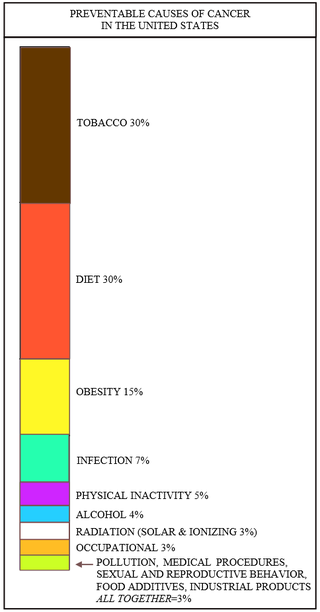 PREVENTABLE CAUSES OF CANCER
IN THE UNITED STATES
TOBACCO 30%
DIET 30%
OBESITY 15%
INFECTION 7%
PHYSICAL INACTIVITY 5%
ALCOHOL 4%
RADIATION (SOLAR & IONIZING 3%)
OCCUPATIONAL 3%
POLLUTION, MEDICAL PROCEDURES,
SEXUAL AND REPRODUCTIVE BEHAVIOR,
FOOD ADDITIVES, INDUSTRIAL PRODUCTS
ALL TOGETHER=3%